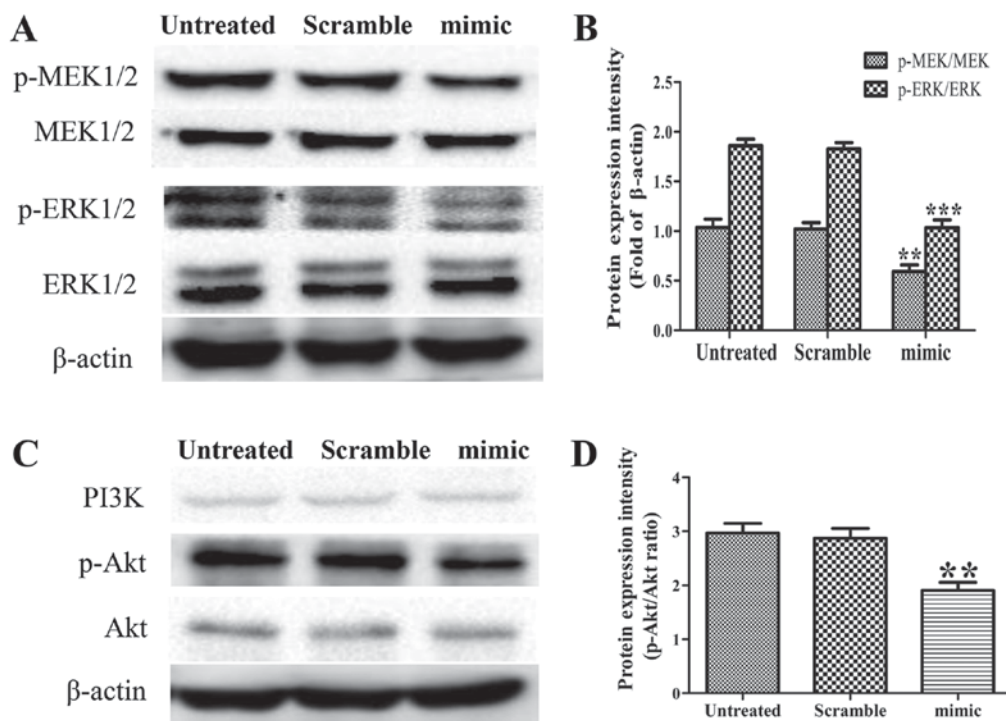 A
Untreated Scramble mimic
p-MEK1/2
MEK1/2
p-ERK1/2
ERK1/2
β-actin
B
p-MEK/MEK
p-ERK/ERK
Protein expression intensity
(Fold of β-actin)
2.5
2.0
1.5
1.0
0.5
0.0
**
***
Untreated Scramble mimic
C
Untreated Scramble mimic
PI3K
p-Akt
Akt
β-actin
D
Protein expression intensity
(p-Akt/Akt ratio)
4
3
2
1
0
**
Untreated Scramble mimic